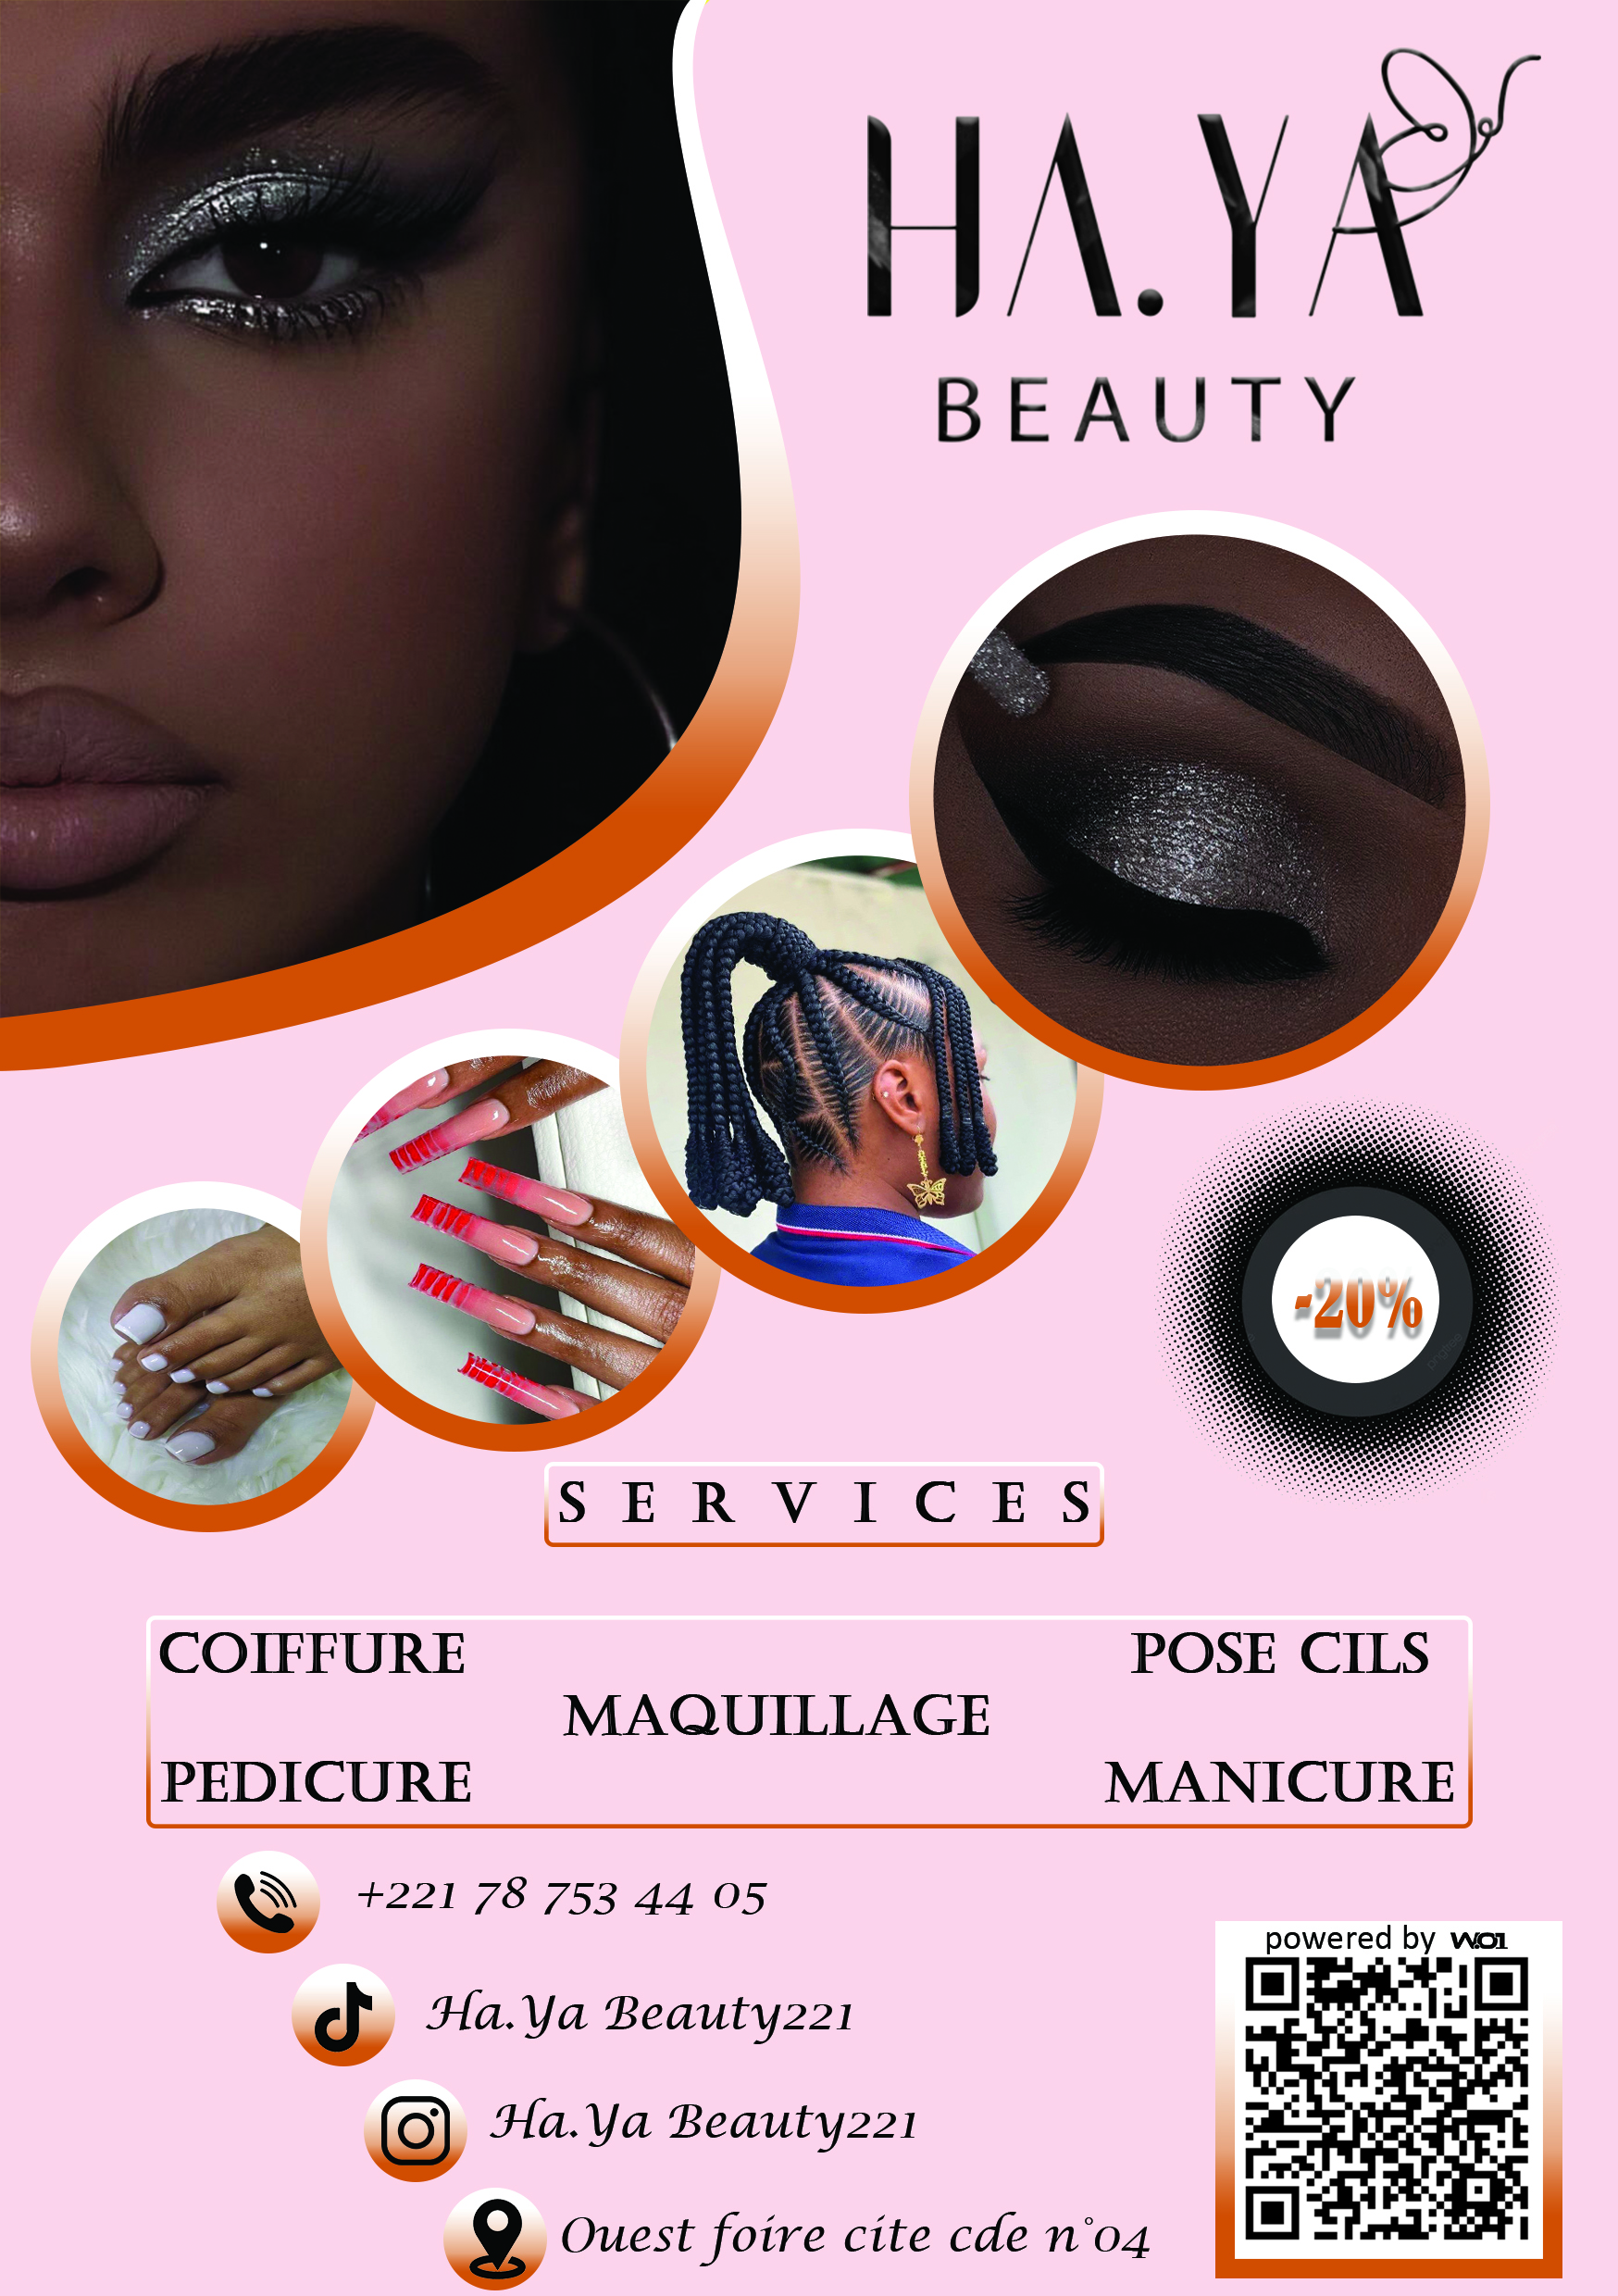 HA.YA
BEAUTY
-20%
SERVICES
COIFFURE
POSE CILS
MAQUILLAGE
PEDICURE
MANICURE
+221 78 753 44 05
Ha.Ya Beauty221
Ha.Ya Beauty221
Ouest foire cite cde n°04
powered by W.O1